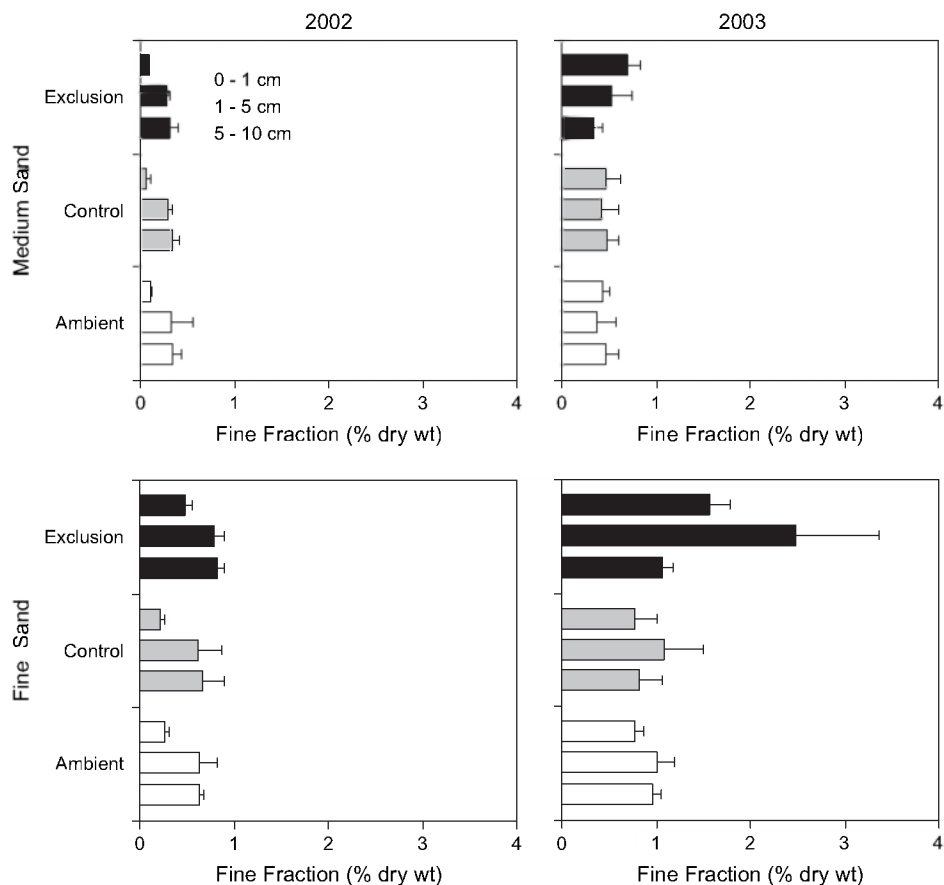 2002
2003
Medium Sand
Exclusion
Control
Ambient
0 - 1 cm
1 - 5 cm
5 - 10 cm
0 1 2 3 4
Fine Fraction (% dry wt)
0 1 2 3 4
Fine Fraction (% dry wt)
Fine Sand
Exclusion
Control
Ambient
0 1 2 3 4
Fine Fraction (% dry wt)
0 1 2 3 4
Fine Fraction (% dry wt)